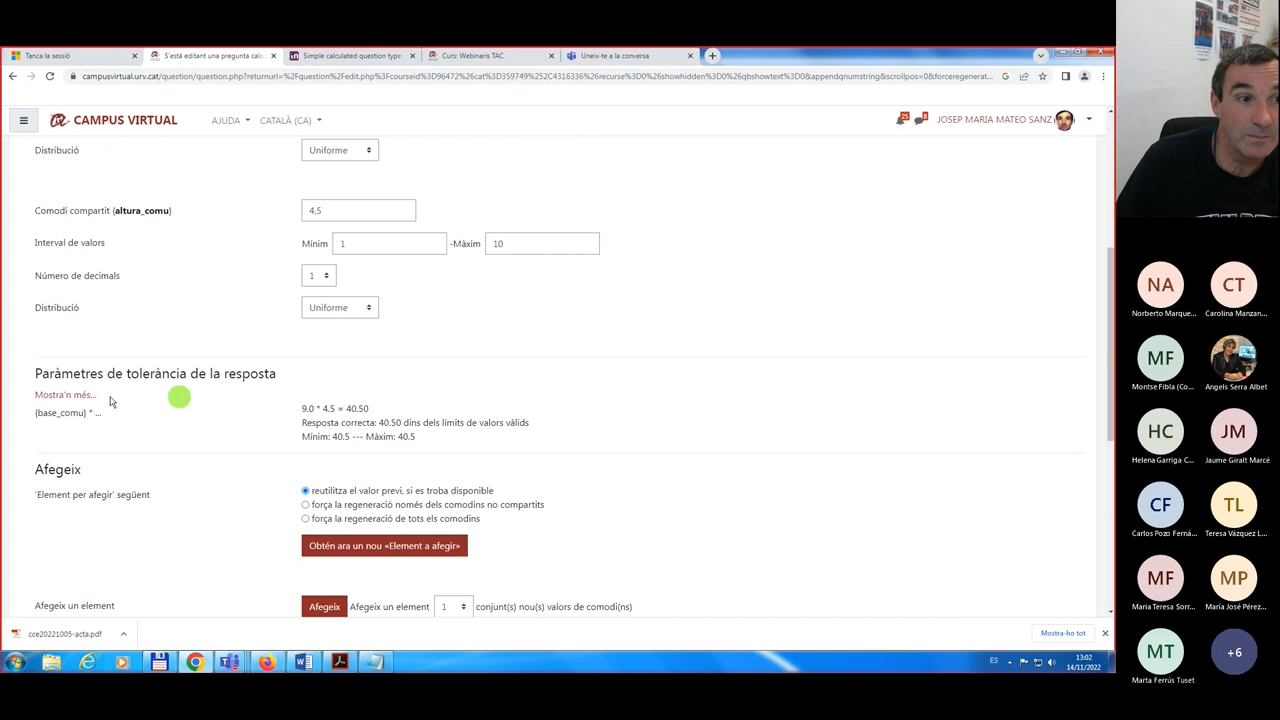 Tanca la sessió
S'està editant una pregunta calc
Simple calculated question type
Curs: Webinaris TAC
Uneix-te a la conversa
campusvirtual.urv.cat/question/question.php?returnurl=%2Fquestion%2Fedit.php%3Fcourseid%3D96472%26cat%3D359749%252C4316336%26recurse%3D0%26showhidden%3D0%26qbshowtext%3D0&appendqnumstring&scrollpos=0&forceregenerat...
CAMPUS VIRTUAL
AJUDA
CATALÀ (CA)
25
8
JOSEP MARIA MATEO SANZ
Distribució
Uniforme
Comodí compartit {altura_comu}
4,5
Interval de valors
Mínim
1
-Màxim
10
Número de decimals
1
Distribució
Uniforme
Paràmetres de tolerància de la resposta
Mostra'n més...
{base_comu} * ...
9.0 * 4.5 = 40.50
Resposta correcta: 40.50 dins dels límits de valors vàlids
Mínim: 40.5 --- Màxim: 40.5
Afegeix
'Element per afegir' següent
reutilitza el valor previ, si es troba disponible
força la regeneració només dels comodins no compartits
força la regeneració de tots els comodins
Obtén ara un nou «Element a afegir»
Afegeix un element
Afegeix
Afegeix un element
1
conjunt(s) nou(s) valors de comodí(ns)
cce20221005-acta.pdf
Mostra-ho tot
ES
13:02
14/11/2022
NA
Norberto Marque...
CT
Carolina Manzan...
MF
Montse Fibla (Co...
Angels Serra Albet
HC
Helena Garriga C...
JM
Jaume Giralt Marcé
CF
Carlos Pozo Ferná...
TL
Teresa Vázquez L...
MF
Maria Teresa Sorr...
MP
María José Pérez...
MT
Marta Ferrús Tuset
+6